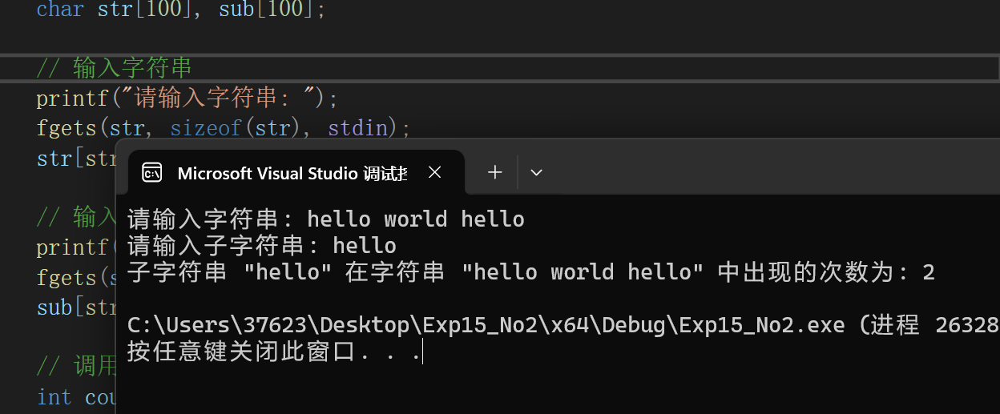 char str[100], sub[100];
// 输入字符串
printf("请输入字符串: ");
fgets(str, sizeof(str), stdin);
str[str
// 输入
printf(
fgets(s
sub[str
// 调用
int cou
Microsoft Visual Studio 调试
请输入字符串: hello world hello
请输入子字符串: hello
子字符串 "hello" 在字符串 "hello world hello" 中出现的次数为: 2
C:\Users\37623\Desktop\Exp15_No2\x64\Debug\Exp15_No2.exe (进程 26328
按任意键关闭此窗口. . .